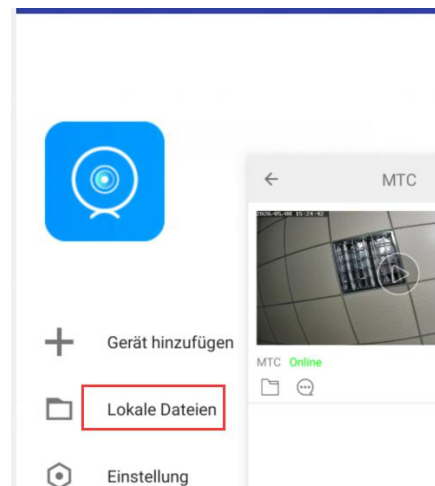 MTC
2020-05-08 15:24:42
Gerät hinzufügen
MTC Online
Lokale Dateien
Einstellung